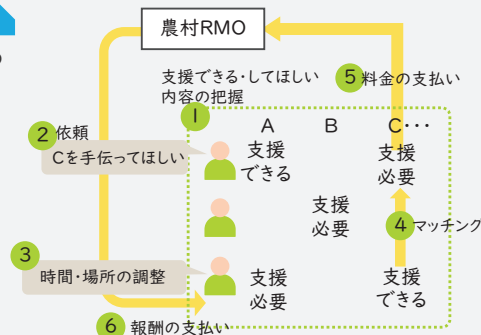 農村RMO
支援できる・してほしい
内容の把握
5 料金の支払い
1
A B C・・・
2 依頼
Cを手伝ってほしい
支援
できる
支援
必要
支援
必要
4 マッチング
3
時間・場所の調整
支援
必要
支援
できる
6 報酬の支払い